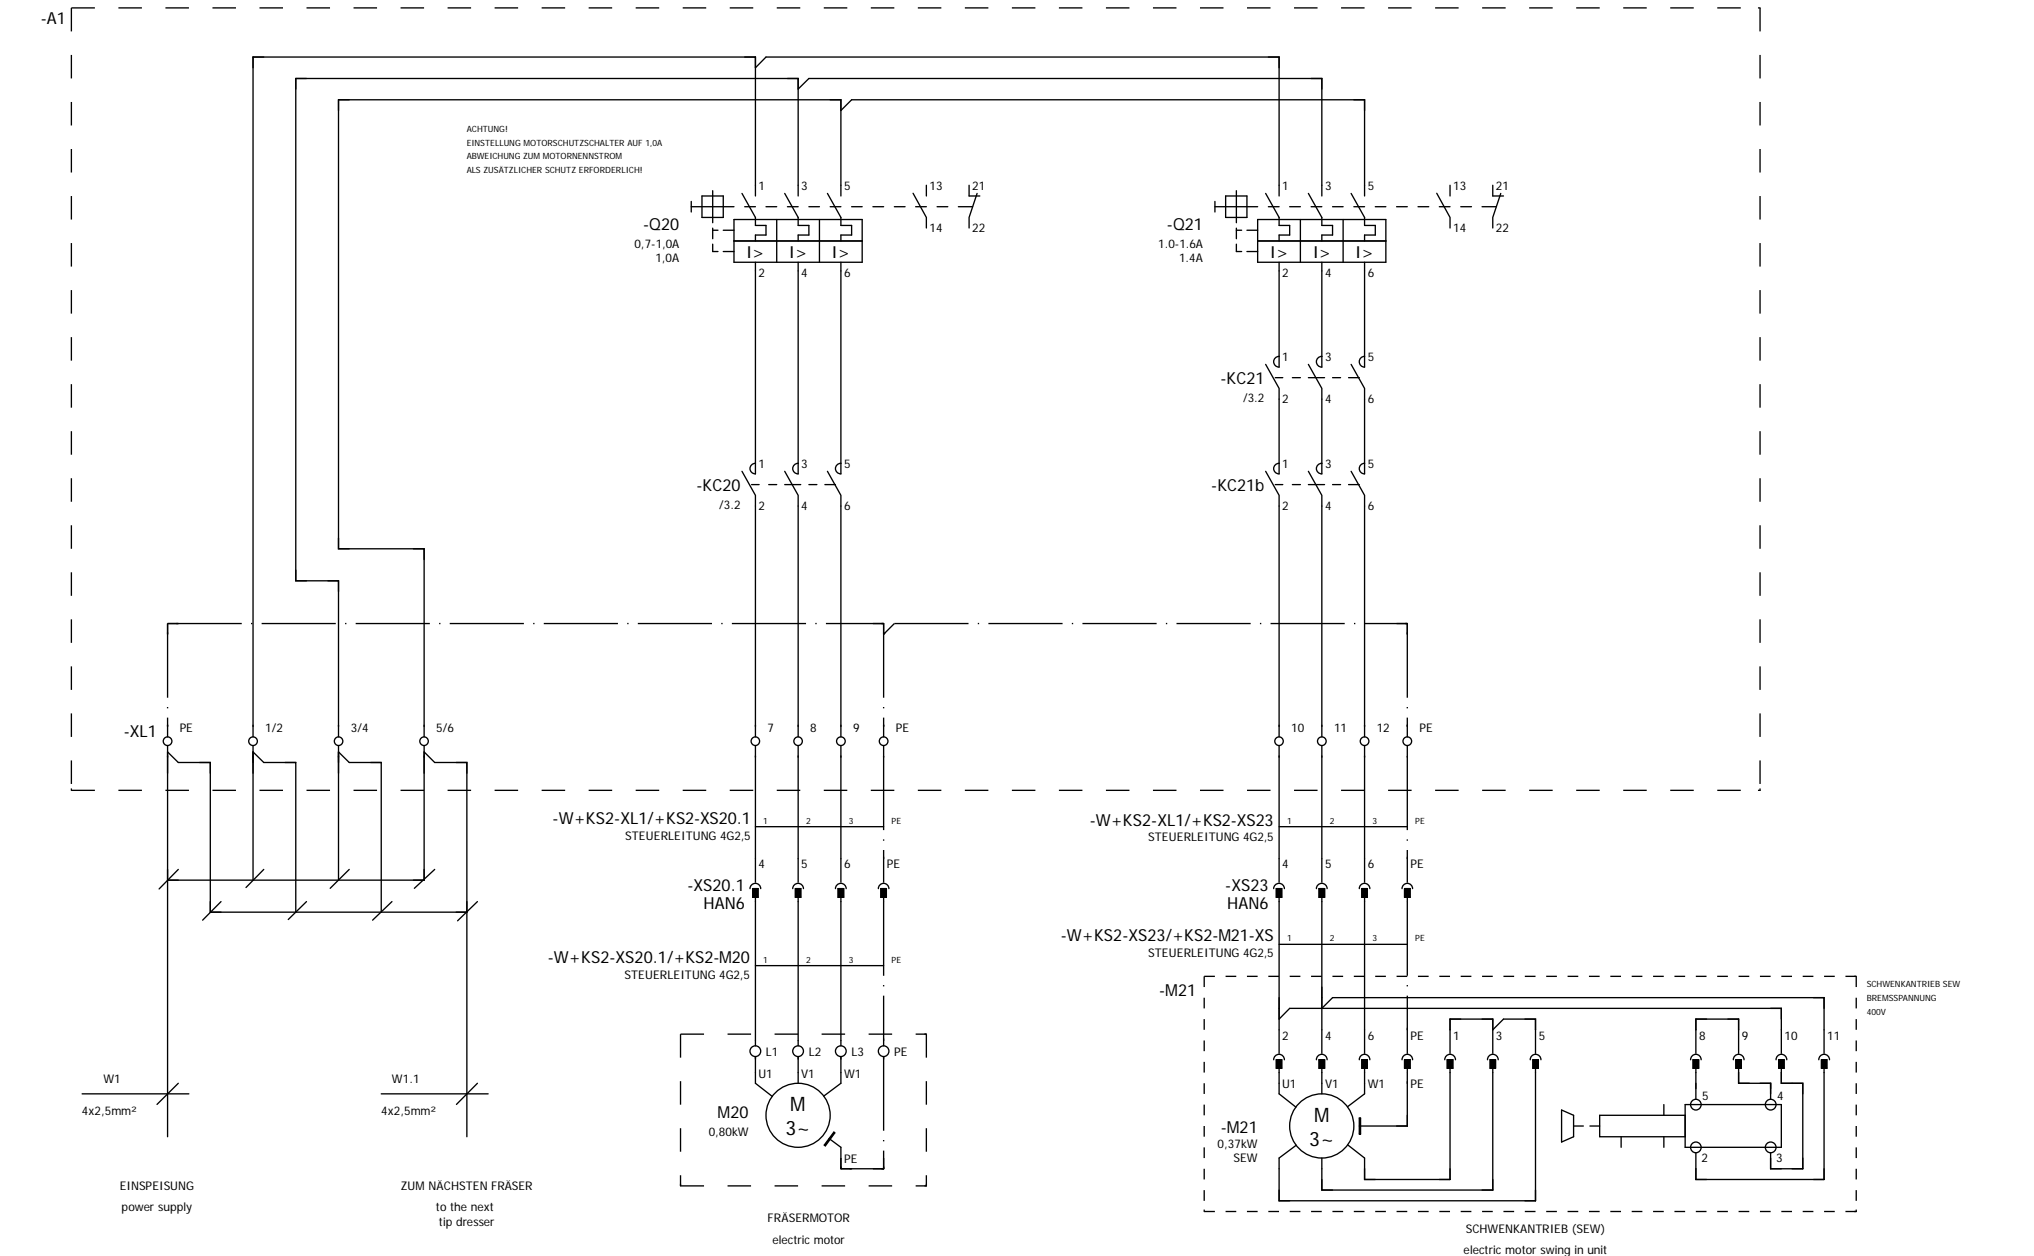 -A1
ACHTUNG!
EINSTELLUNG MOTORSCHUTZSCHALTER AUF 1,0A
ABWEICHUNG ZUM MOTORNENNSTROM
ALS ZUSÄTZLICHER SCHUTZ ERFORDERLICH!
1 3 5 13 21
-Q20
0,7-1,0A
1,0A
14 22
I> I> I>
2 4 6
1 3 5 13 21
-Q21
1.0-1.6A
1.4A
14 22
I> I> I>
2 4 6
1 3 5
-KC21
/3.2
2 4 6
1 3 5
-KC20
/3.2
2 4 6
1 3 5
-KC21b
2 4 6
-XL1 PE 1/2 3/4 5/6 7 8 9 PE 10 11 12 PE
-W+KS2-XL1/+KS2-XS20.1 1 2 3 PE
STEUERLEITUNG 4G2,5
-W+KS2-XL1/+KS2-XS23 1 2 3 PE
STEUERLEITUNG 4G2,5
4 5 6 PE
-XS20.1
HAN6
4 5 6 PE
-XS23
HAN6
-W+KS2-XS20.1/+KS2-M20 1 2 3 PE
STEUERLEITUNG 4G2,5
-W+KS2-XS23/+KS2-M21-XS 1 2 3 PE
STEUERLEITUNG 4G2,5
-M21
SCHWENKANTRIEB SEW
BREMSSPANNUNG
400V
2 4 6 PE 1 3 5 8 9 10 11
L1 L2 L3 PE
U1 V1 W1
M
3~
M20
0,80kW
PE
U1 V1 W1 PE
M
3~
-M21
0,37kW
SEW
5 4
2 3
W1
4x2,5mm²
W1.1
4x2,5mm²
EINSPEISUNG
power supply
ZUM NÄCHSTEN FRÄSER
to the next
tip dresser
FRÄSERMOTOR
electric motor
SCHWENKANTRIEB (SEW)
electric motor swing in unit